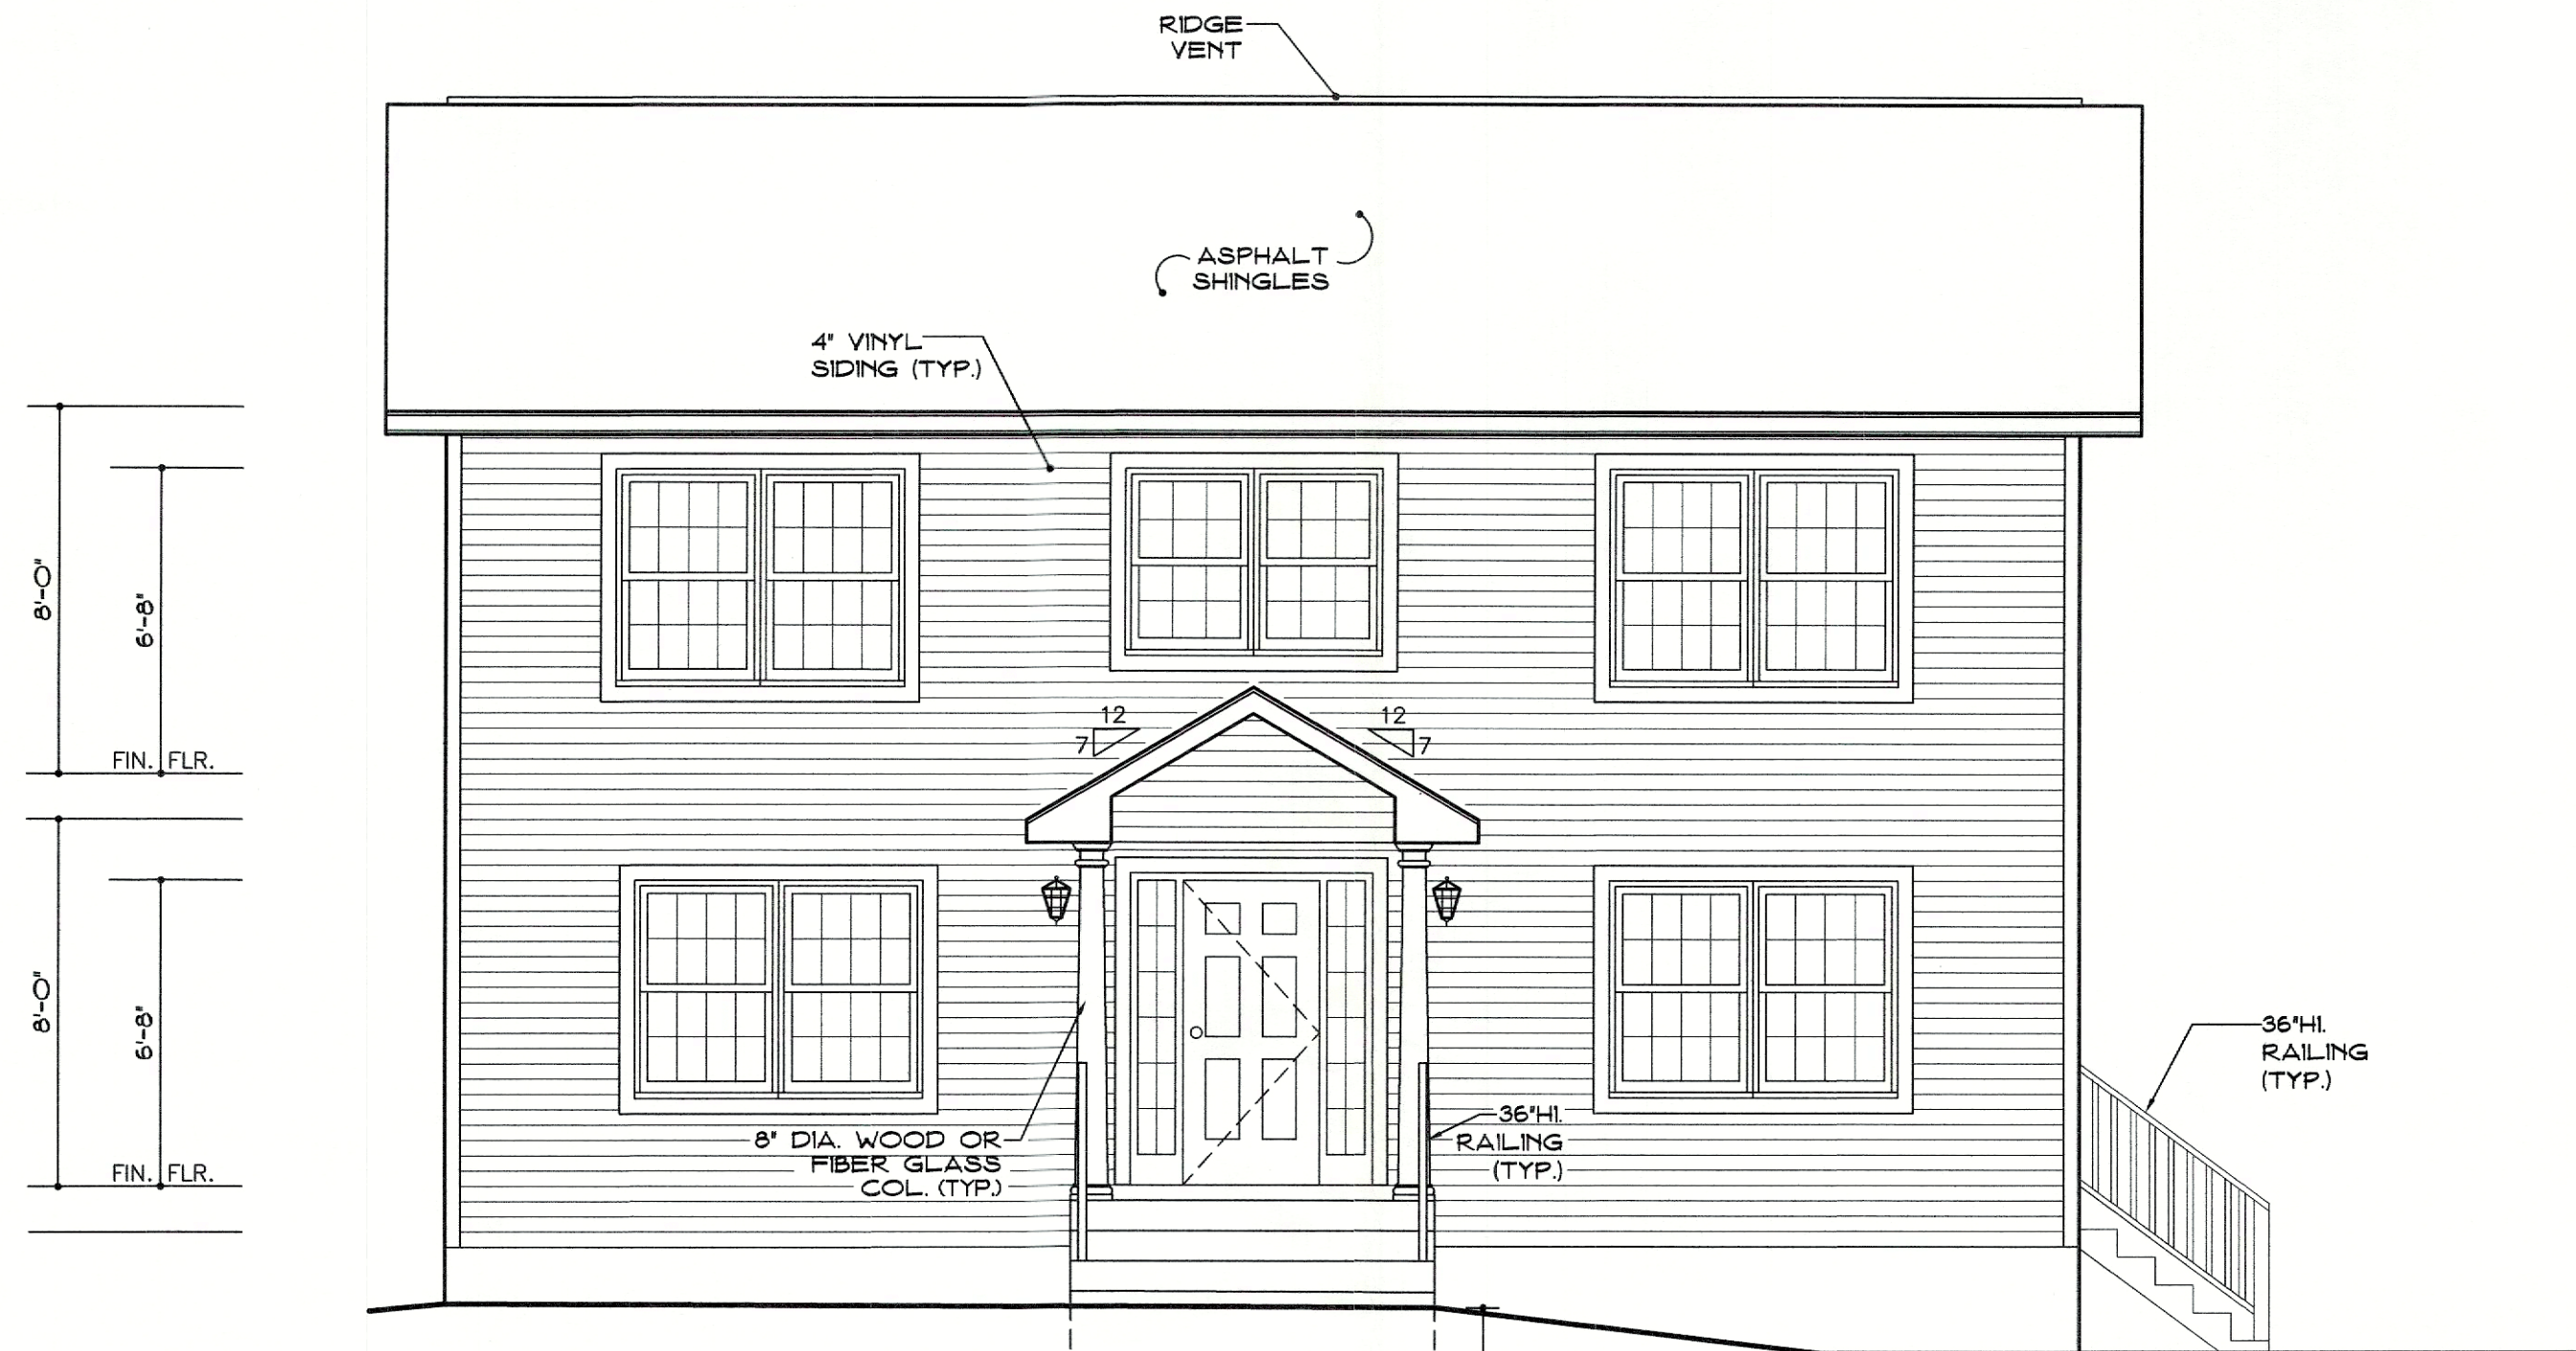 RIDGE
VENT
ASPHALT
SHINGLES
4" VINYL
SIDING (TYP.)
8'-0"
6'-8"
FIN. FLR.
12
7
12
7
8'-0"
6'-8"
FIN. FLR.
8" DIA. WOOD OR
FIBER GLASS
COL. (TYP.)
36"HI.
RAILING
(TYP.)
36"HI.
RAILING
(TYP.)